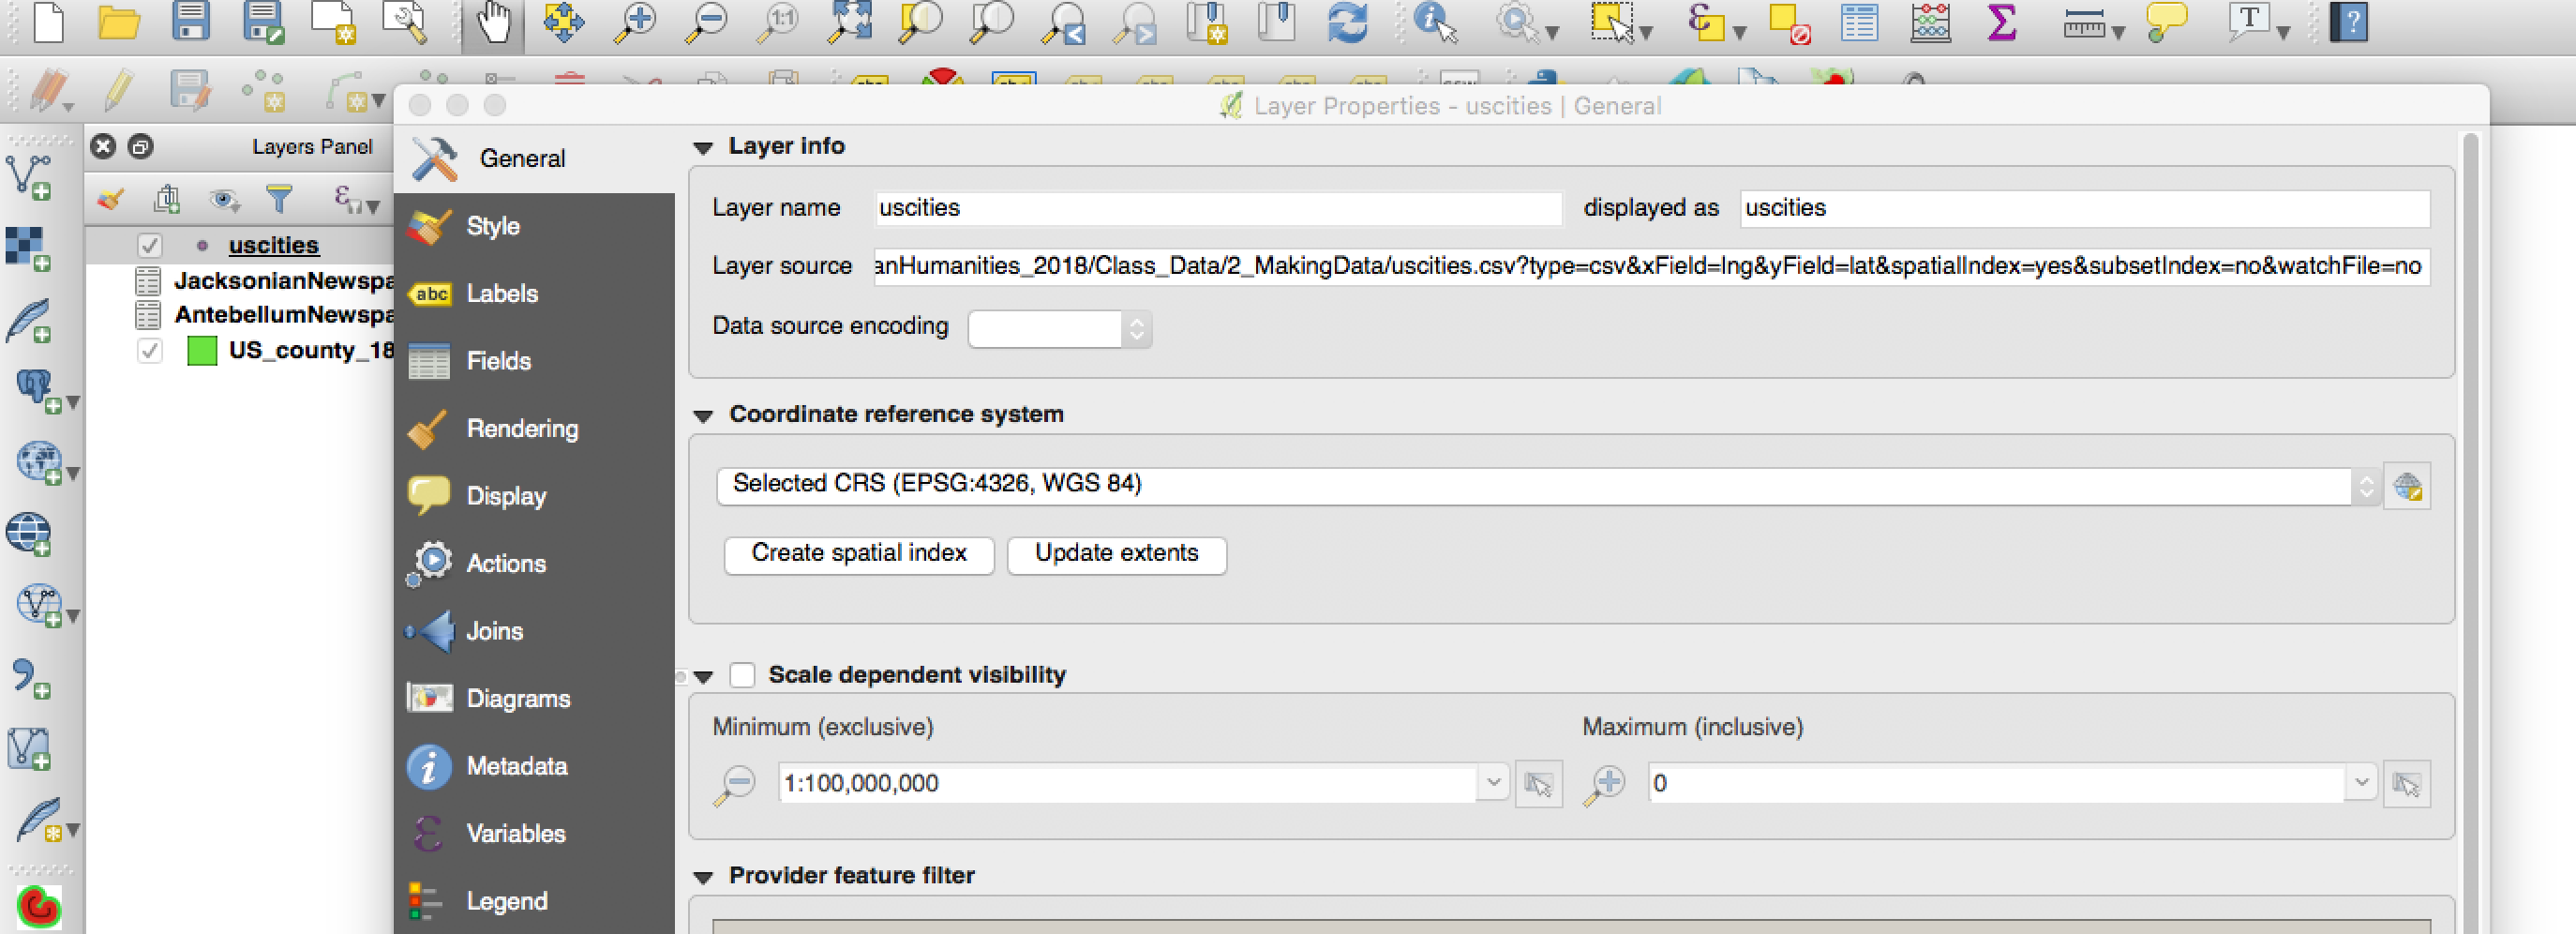 1:1
Layer Properties - uscities | General
Layers Panel
uscities
JacksonianNewspa
AntebellumNewspa
US_county_18
General
Style
abc Labels
Fields
Rendering
Display
Actions
Joins
Diagrams
Metadata
Variables
Legend
Layer info
Layer name uscities displayed as uscities
Layer source anHumanities_2018/Class_Data/2_MakingData/uscities.csv?type=csv&xField=lng&yField=lat&spatialIndex=yes&subsetIndex=no&watchFile=no
Data source encoding
Coordinate reference system
Selected CRS (EPSG:4326, WGS 84)
Create spatial index Update extents
Scale dependent visibility
Minimum (exclusive) Maximum (inclusive)
1:100,000,000 0
Provider feature filter